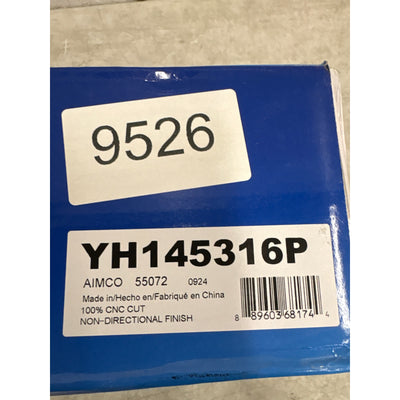 9526
YH145316P
AIMCO 55072 0924
Made in/Hecho en/Fabriqué en China
100% CNC CUT
NON-DIRECTIONAL FINISH
8 89603 68174 4